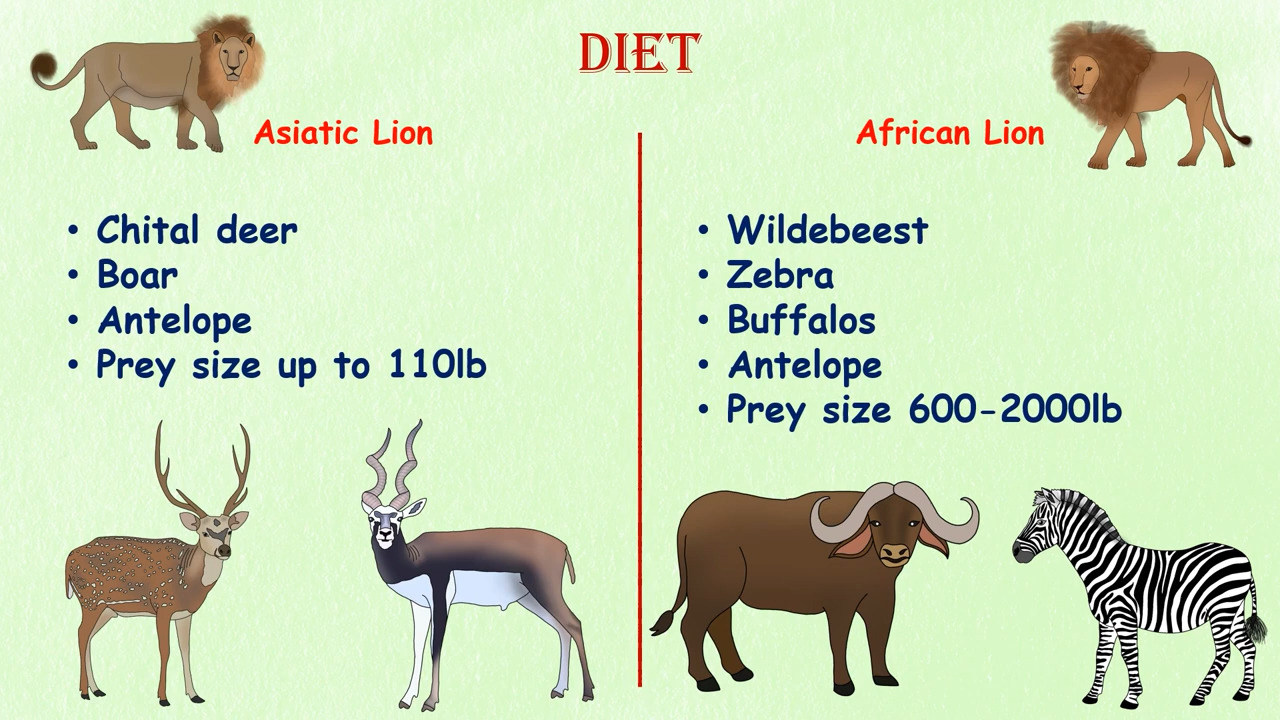 DIET
Asiatic Lion
• Chital deer
• Boar
• Antelope
• Prey size up to 110lb
African Lion
• Wildebeest
• Zebra
• Buffalos
• Antelope
• Prey size 600-2000lb